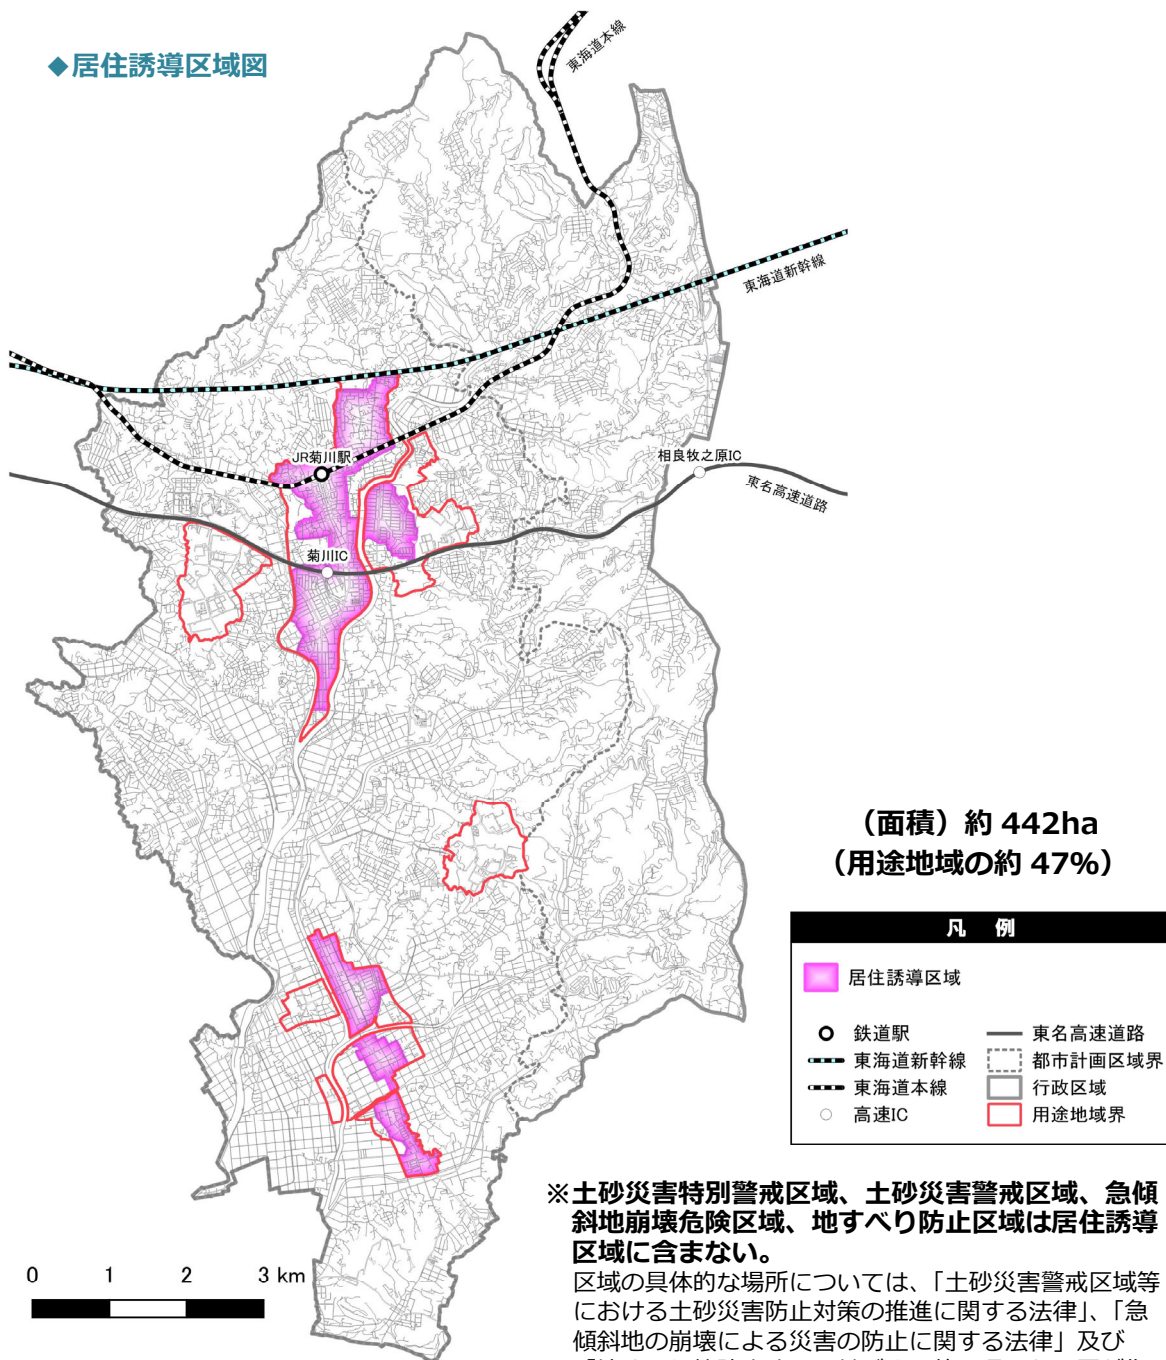 ◆居住誘導区域図
東海道本線
東海道新幹線
JR菊川駅
相良牧之原IC
東名高速道路
菊川IC
（面積）約 442ha
（用途地域の約 47%）
凡 例
居住誘導区域
鉄道駅
東海道新幹線
東海道本線
高速IC
東名高速道路
都市計画区域界
行政区域
用途地域界
※土砂災害特別警戒区域、土砂災害警戒区域、急傾
斜地崩壊危険区域、地すべり防止区域は居住誘導
区域に含まない。
区域の具体的な場所については、「土砂災害警戒区域等
における土砂災害防止対策の推進に関する法律」、「急
傾斜地の崩壊による災害の防止に関する法律」及び
0 1 2 3 km